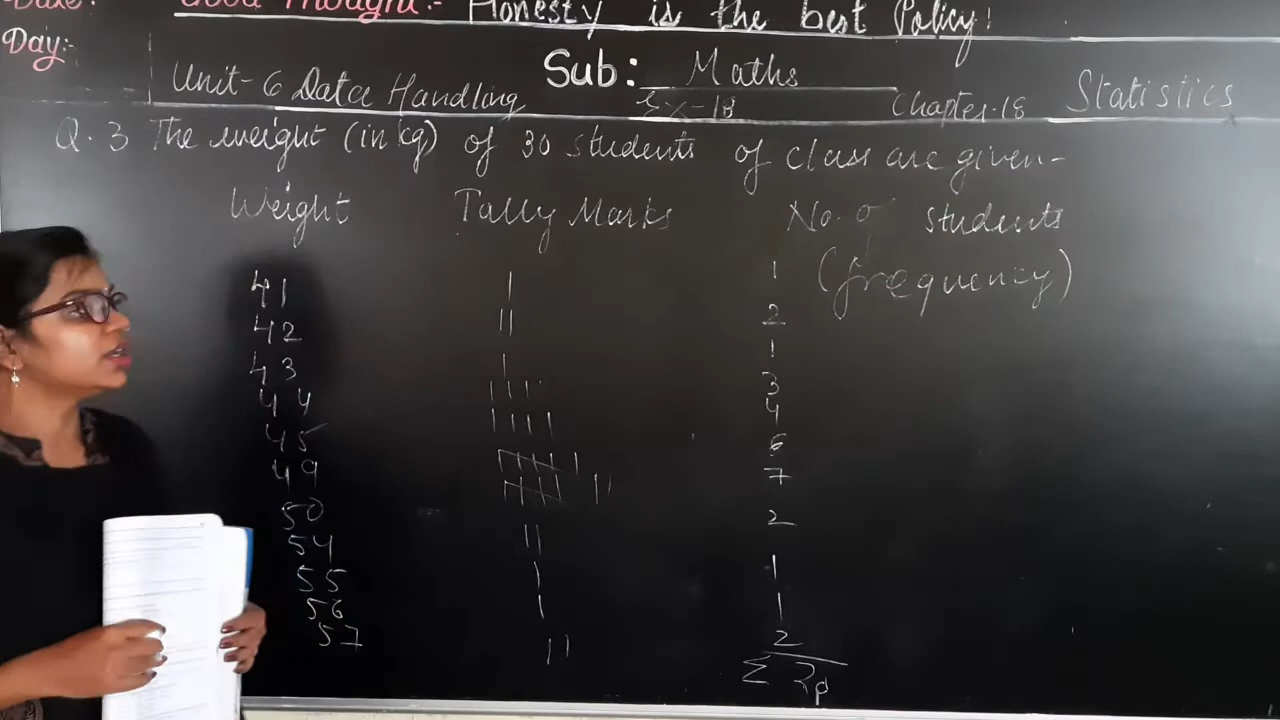 Date:
Good Thought:- Honesty is the best Policy!
Day:-
Sub: Maths
Unit-6 Data Handling
Ex-18
Chapter-18
Statistics
Q.3 The weight (in kg) of 30 students of class are given-
Weight Tally Marks No. of students
(frequency)
41 | 1
42 || 2
43 | 1
44 ||| 3
45 |||| 4
49 |||| | 6
50 |||| || 7
54 || 2
55 | 1
56 | 1
57 || 2
Σ